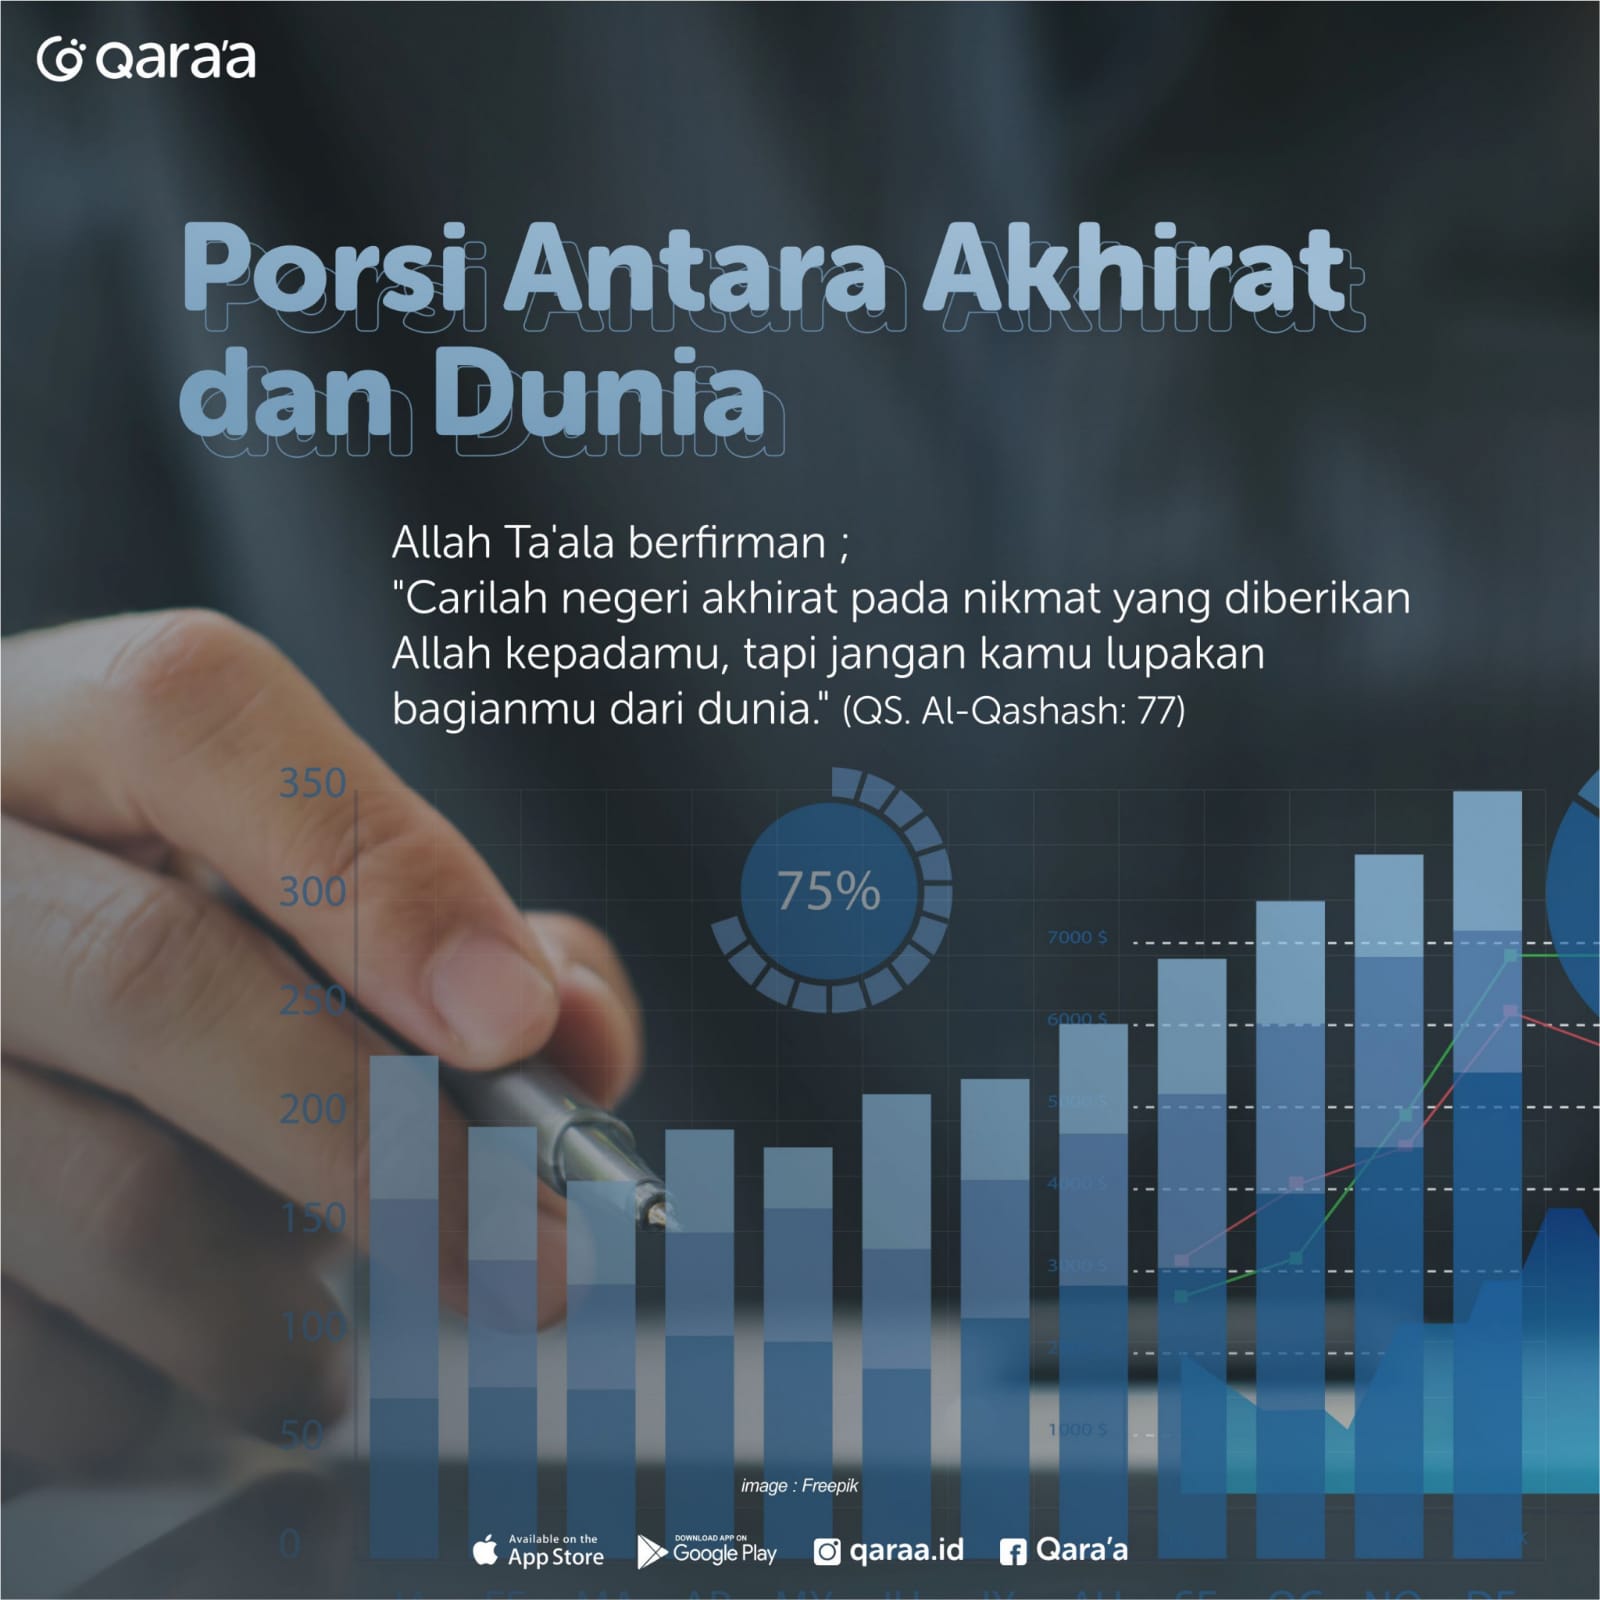 Qara'a
Porsi Antara Akhirat
dan Dunia
Allah Ta'ala berfirman ;
"Carilah negeri akhirat pada nikmat yang diberikan
Allah kepadamu, tapi jangan kamu lupakan
bagianmu dari dunia." (QS. Al-Qashash: 77)
350
300
250
200
150
100
50
0
75%
7000 $
6000 $
5000 $
4000 $
3000 $
1000 $
image : Freepik
Available on the
App Store
DOWNLOAD APP ON
Google Play
qaraa.id
Qara'a